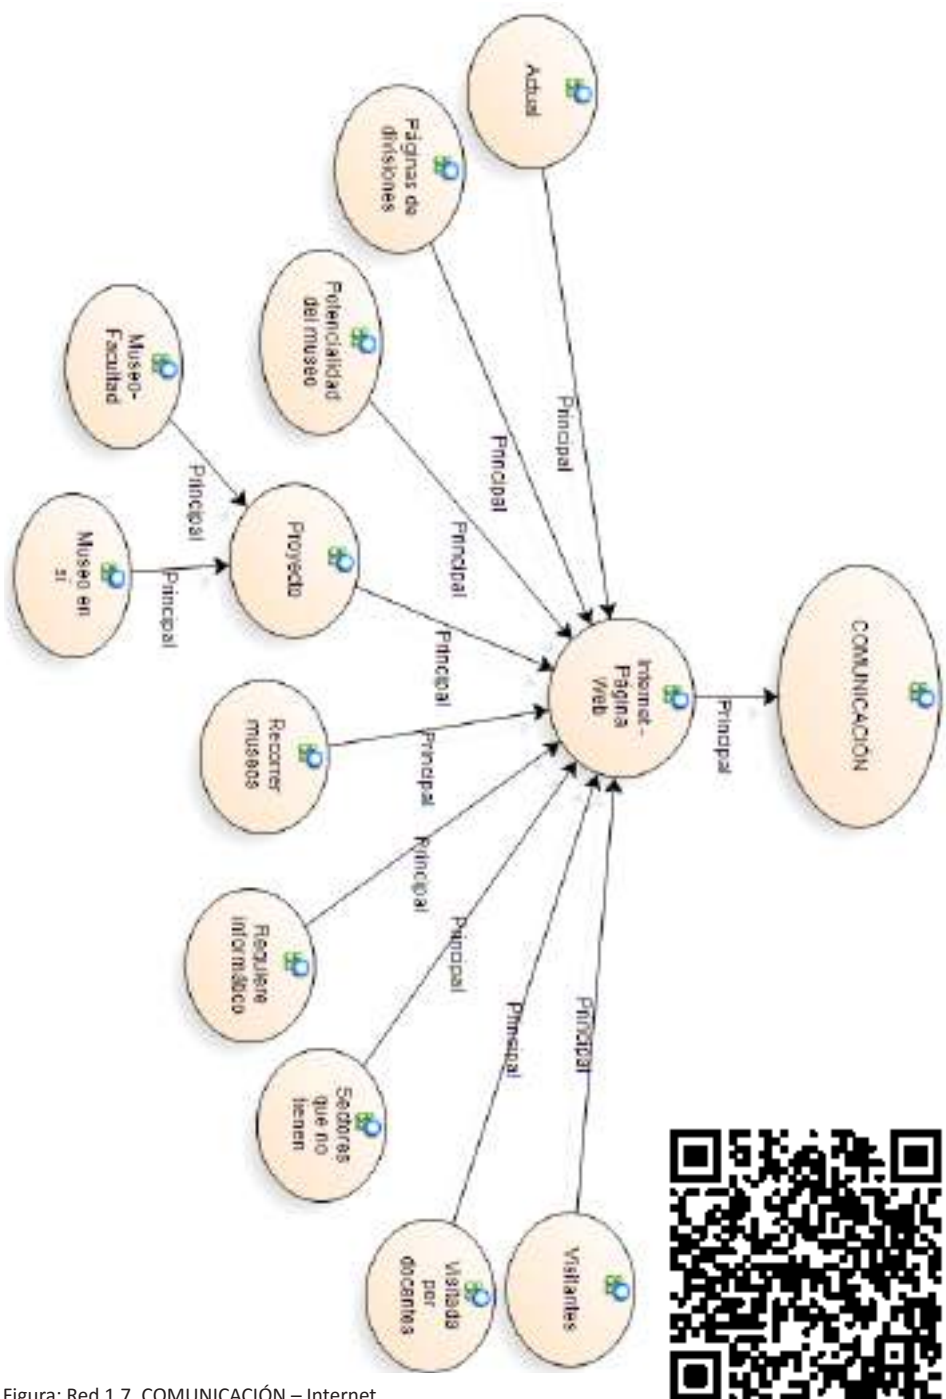 COMUNICACIÓN
Principal
Internet -
Página
Web
Actual
Principal
Páginas de
divisiones
Principal
Potencialidad
del museo
Principal
Proyecto
Principal
Museo-
Facultad
Principal
Museo en
sí
Principal
Recorrer
museos
Principal
Requiere
informático
Principal
Sectores
que no
tienen
Principal
Visitada
por
docantes
Principal
Visitantes
Principal
Figura: Red 1.7. COMUNICACIÓN – Internet